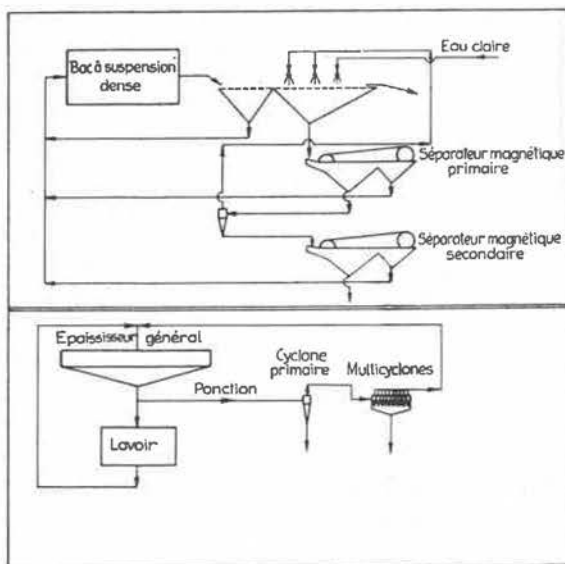 Bac à suspension
dense
Eau claire
Séparateur magnétique
primaire
Séparateur magnétique
secondaire
Epaississeur général
Ponction
Cyclone
primaire
Multicyclones
Lavoir